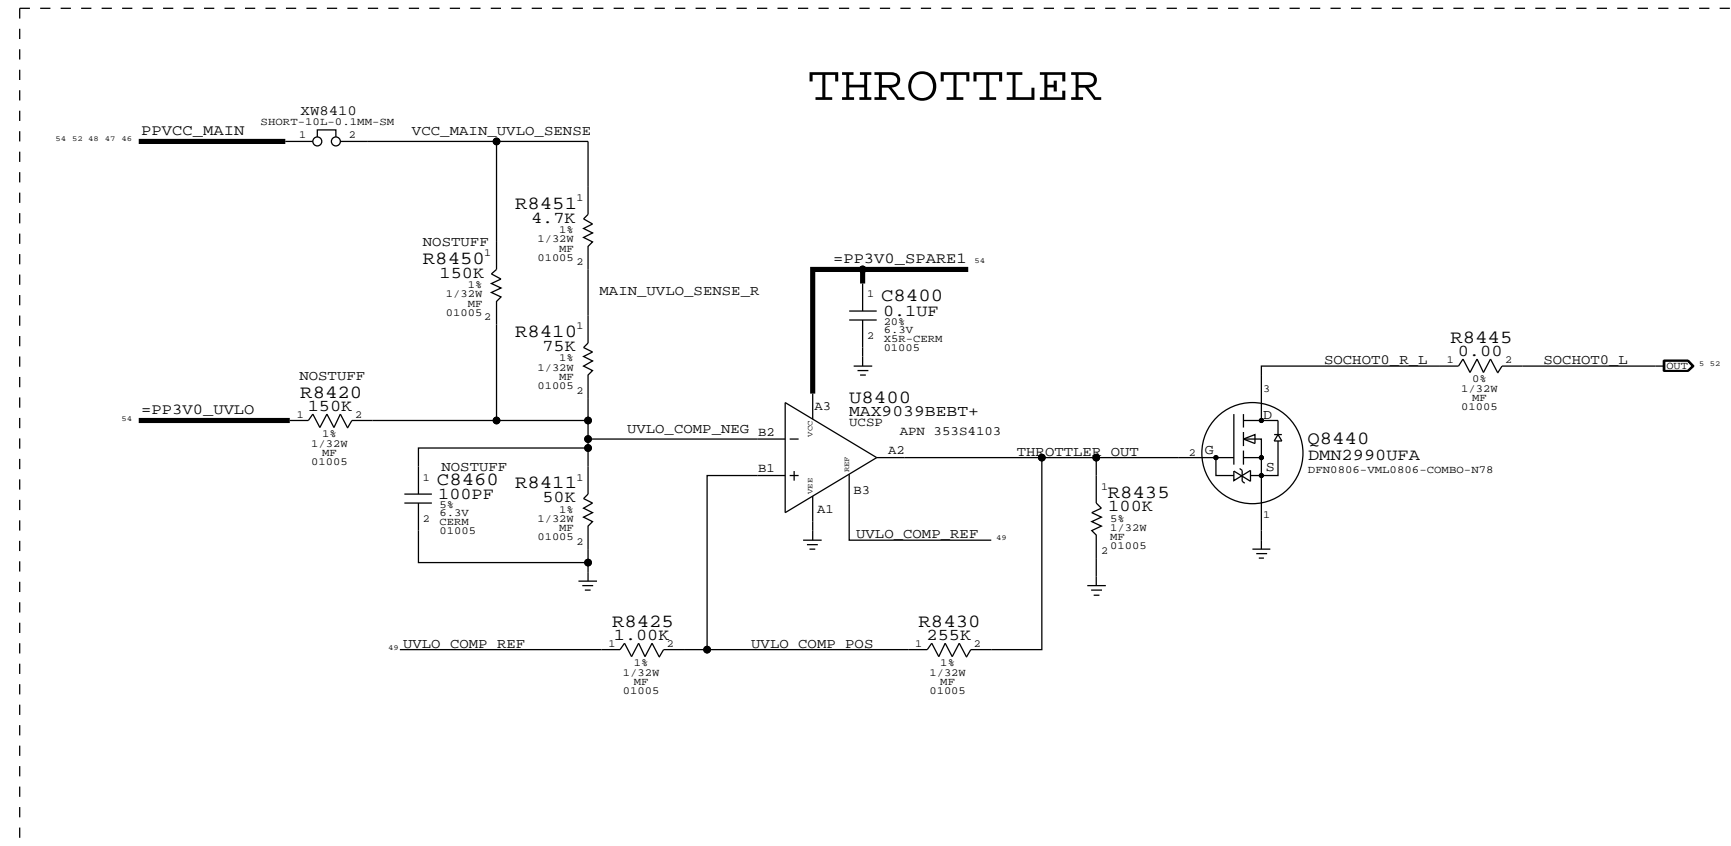 THROTTLER
XW8410
SHORT-10L-0.1MM-SM
54 52 48 47 46 PPVCC_MAIN 1 2 VCC_MAIN_UVLO_SENSE
R8451 1
4.7K
1%
1/32W
MF
01005 2
NOSTUFF
R8450 1
150K
1%
1/32W
MF
01005 2
MAIN_UVLO_SENSE_R
R8410 1
75K
1%
1/32W
MF
01005 2
=PP3V0_SPARE1 54
1 C8400
0.1UF
20%
2 6.3V
X5R-CERM
01005
NOSTUFF
R8420
54 =PP3V0_UVLO 1 150K 2
1%
1/32W
MF
01005
UVLO_COMP_NEG B2
B1
NOSTUFF
1 C8460
100PF
5%
2 6.3V
CERM
01005
R8411 1
50K
1%
1/32W
MF
01005 2
A3
U8400
MAX9039BEBT+
UCSP
APN 353S4103
VCC
VEE
REF
−
+
A2
A1
B3
UVLO_COMP_REF 49
THROTTLER_OUT
1 R8435
100K
5%
1/32W
MF
2 01005
2 G
D
S
3
1
Q8440
DMN2990UFA
DFN0806-VML0806-COMBO-N78
R8445
SOCHOT0_R_L 1 0.00 2 SOCHOT0_L OUT 5 52
0%
1/32W
MF
01005
R8425
49 UVLO_COMP_REF 1 1.00K 2
1%
1/32W
MF
01005
UVLO_COMP_POS
R8430
1 255K 2
1%
1/32W
MF
01005